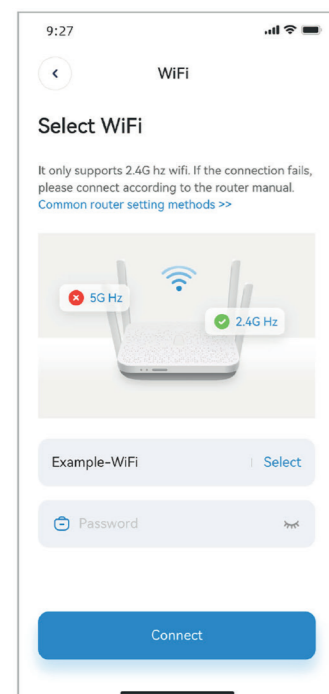 9:27
WiFi
Select WiFi
It only supports 2.4G hz wifi. If the connection fails,
please connect according to the router manual.
Common router setting methods >>
5G Hz
2.4G Hz
Example-WiFi
Select
Password
Connect